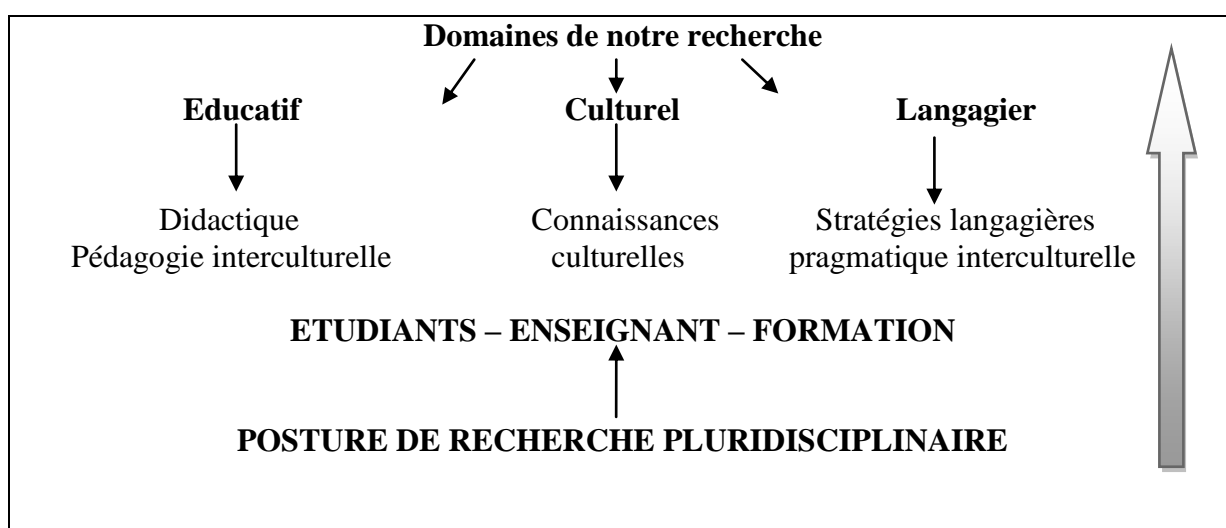 Domaines de notre recherche
Educatif Culturel Langagier
Didactique Connaissances Stratégies langagières
Pédagogie interculturelle culturelles pragmatique interculturelle
ETUDIANTS – ENSEIGNANT – FORMATION
POSTURE DE RECHERCHE PLURIDISCIPLINAIRE